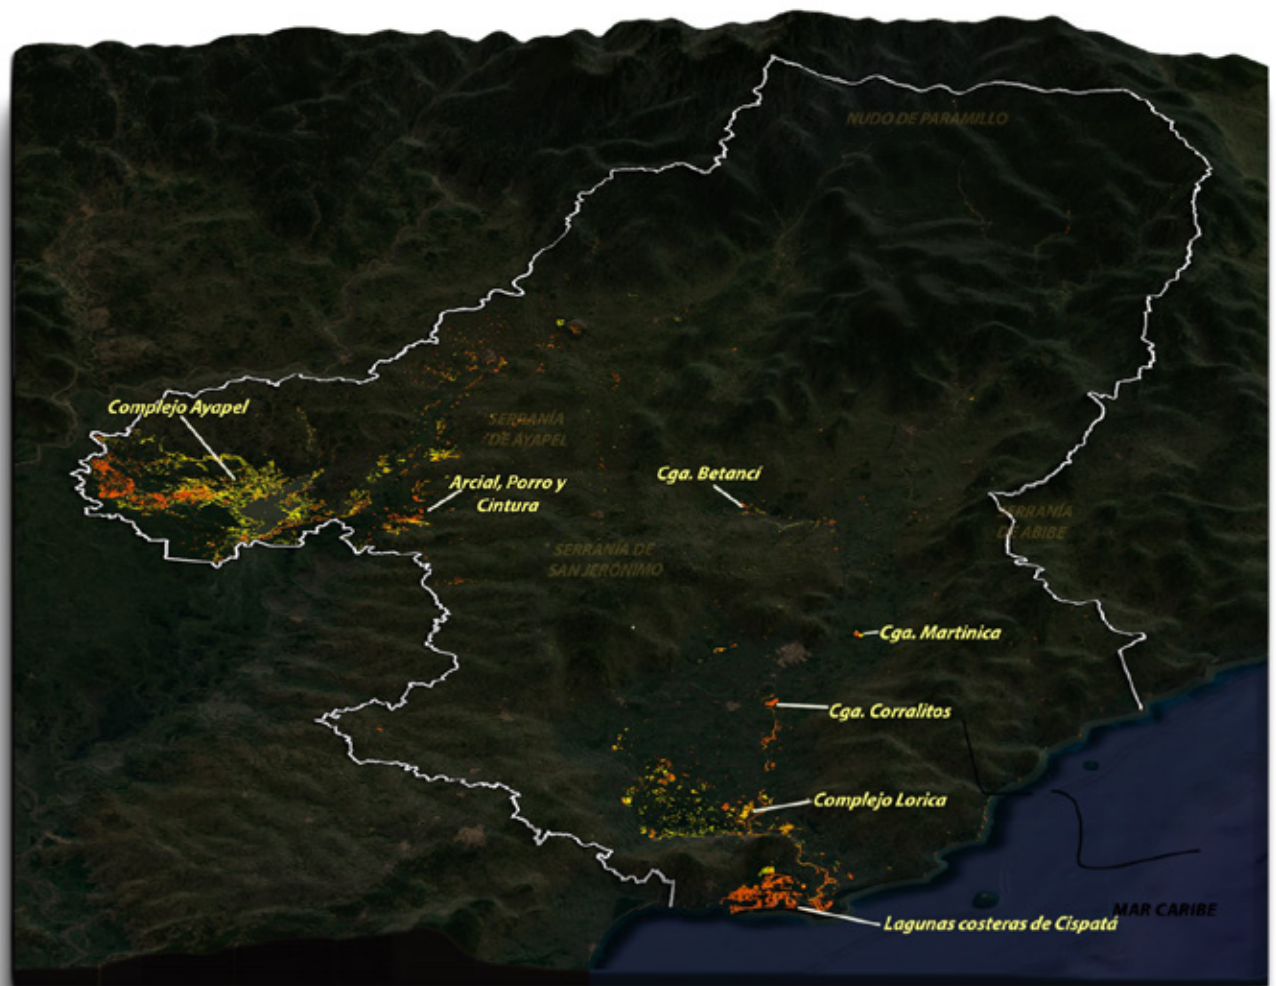 NUDO DE PARAMILLO
Complejo Ayapel
SERRANÍA
DE AYAPEL
Arcial, Porro y
Cintura
Cga. Betancí
SERRANÍA
DE ABIBE
SERRANÍA DE
SAN JERÓNIMO
Cga. Martinica
Cga. Corralitos
Complejo Lorica
MAR CARIBE
Lagunas costeras de Cispatá